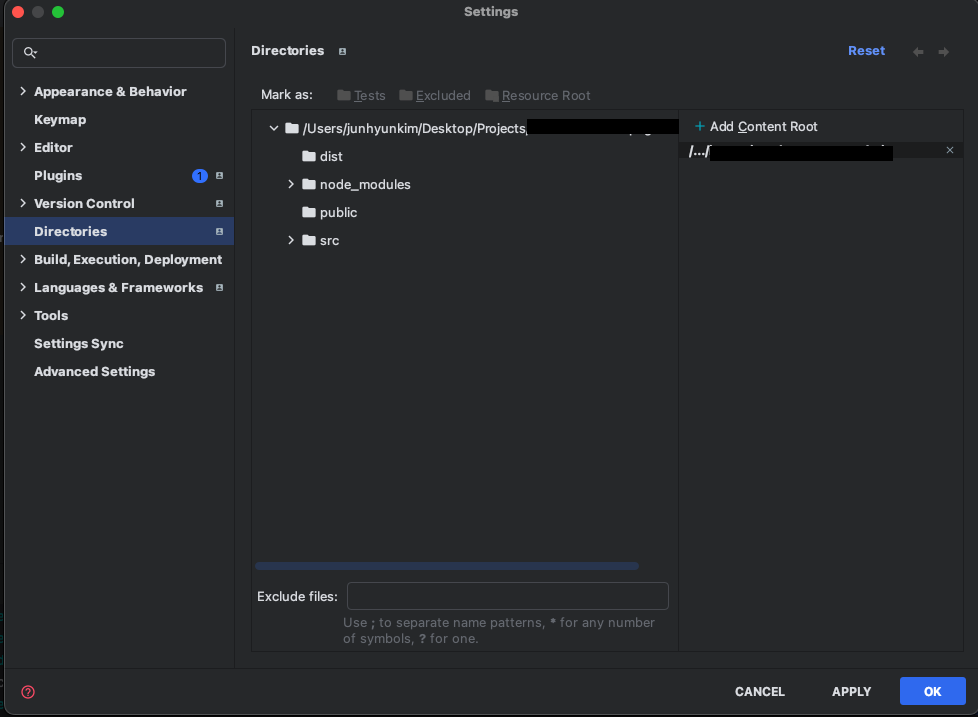 Settings
Directories
Reset
Appearance & Behavior
Keymap
Editor
Plugins 1
Version Control
Directories
Build, Execution, Deployment
Languages & Frameworks
Tools
Settings Sync
Advanced Settings
Mark as: Tests Excluded Resource Root
/Users/junhyunkim/Desktop/Projects/
dist
node_modules
public
src
+ Add Content Root
/.../
Exclude files:
Use ; to separate name patterns, * for any number
of symbols, ? for one.
? CANCEL APPLY OK